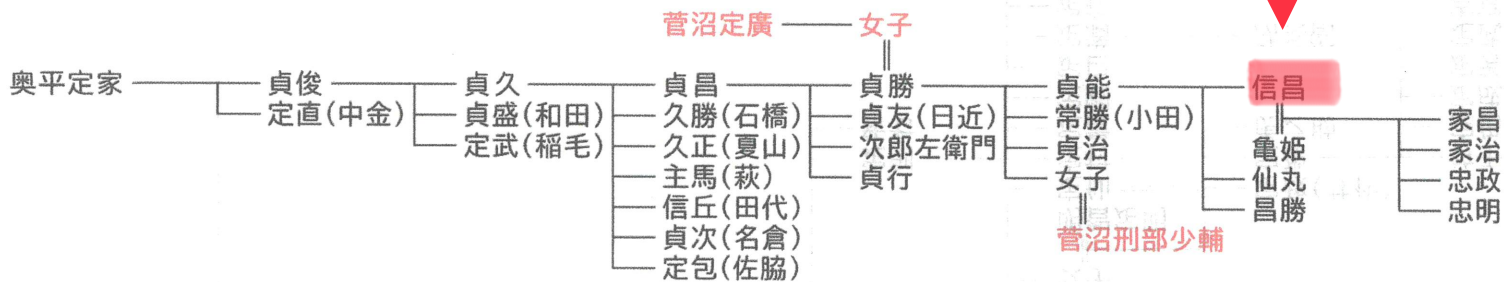 菅沼定廣 女子
奥平定家 貞俊 貞久 貞昌 貞勝 貞能 信昌
定直(中金) 貞盛(和田) 久勝(石橋) 貞友(日近) 常勝(小田) 家昌
定武(稲毛) 久正(夏山) 次郎左衛門 貞治 亀姫 家治
主馬(萩) 貞行 女子 仙丸 忠政
信丘(田代) 昌勝 忠明
貞次(名倉) 菅沼刑部少輔
定包(佐脇)